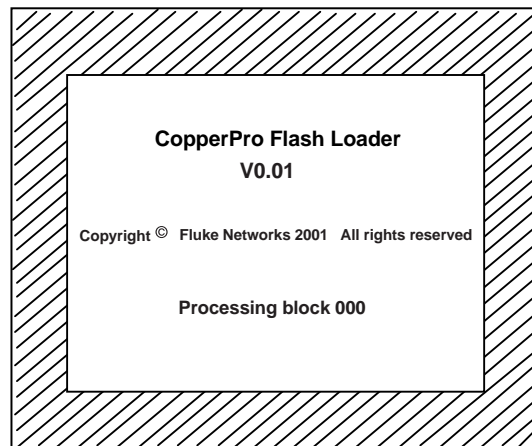 CopperPro Flash Loader
V0.01
Copyright © Fluke Networks 2001 All rights reserved
Processing block 000